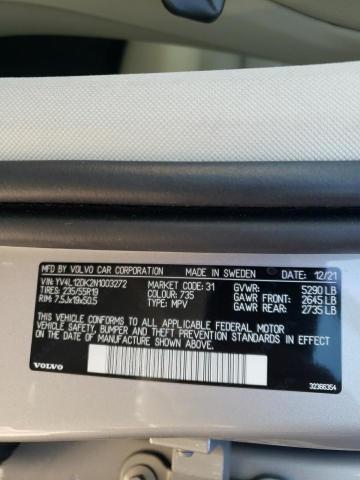 MFD BY VOLVO CAR CORPORATION MADE IN SWEDEN DATE: 12/21
VIN: YV4L12DK2N1003272 MARKET: 31 GVWR: 5290 LB
TIRES: 235/55R19 COLOUR: 735 GAWR FRONT: 2645 LB
RIM: 7.5Jx19x50.5 TYPE: MPV GAWR REAR: 2735 LB
THIS VEHICLE CONFORMS TO ALL APPLICABLE FEDERAL MOTOR VEHICLE
SAFETY, BUMPER AND THEFT PREVENTION STANDARDS IN EFFECT
ON THE DATE OF MANUFACTURE SHOWN ABOVE.
VOLVO 32366354